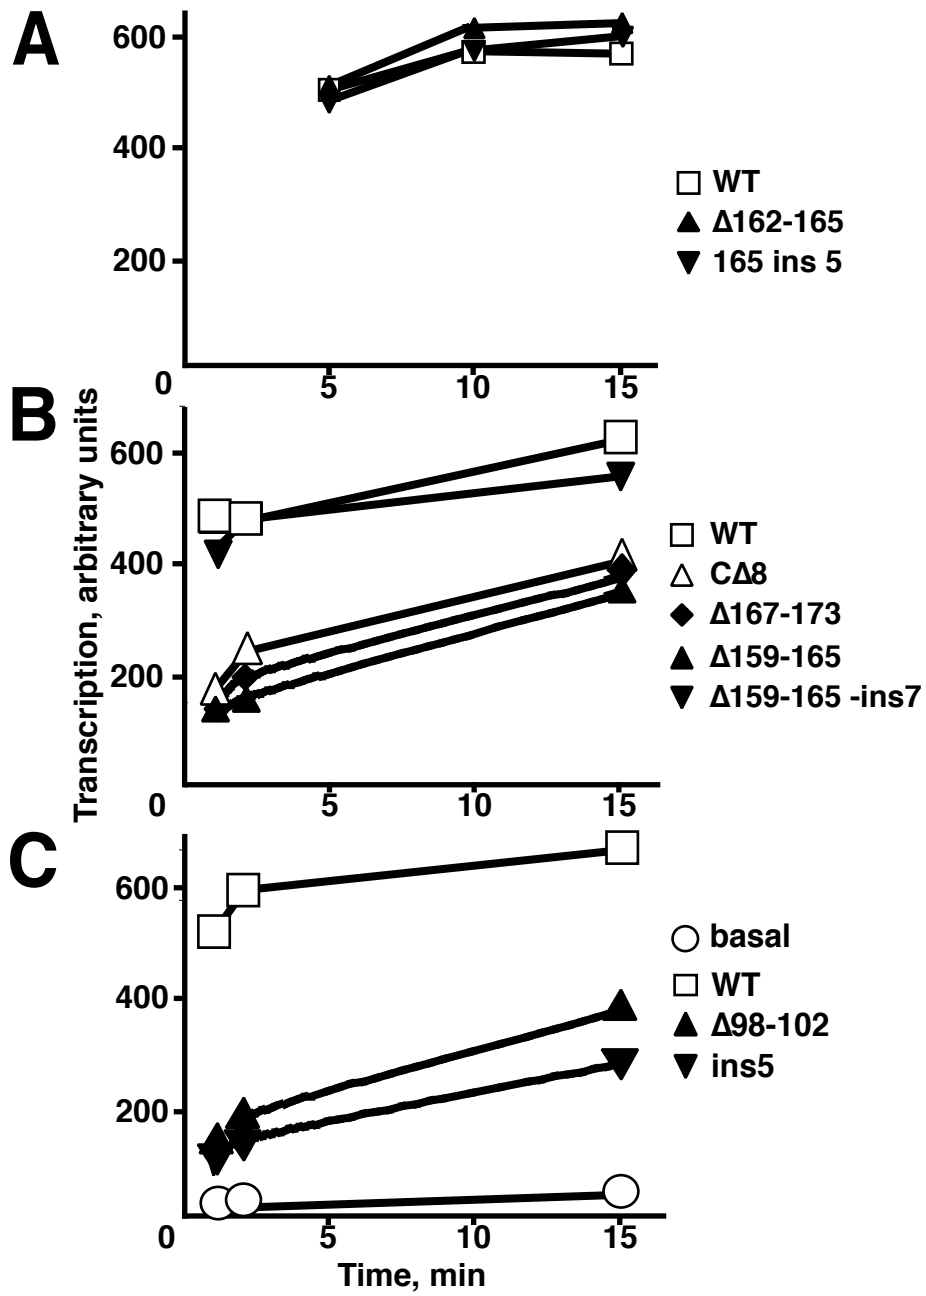 A
600
400
200
0
5
10
15
WT
Δ162-165
165 ins 5
B
Transcription, arbitrary units
600
400
200
0
5
10
15
WT
CΔ8
Δ167-173
Δ159-165
Δ159-165 -ins7
C
600
400
200
0
5
10
15
Time, min
basal
WT
Δ98-102
ins5